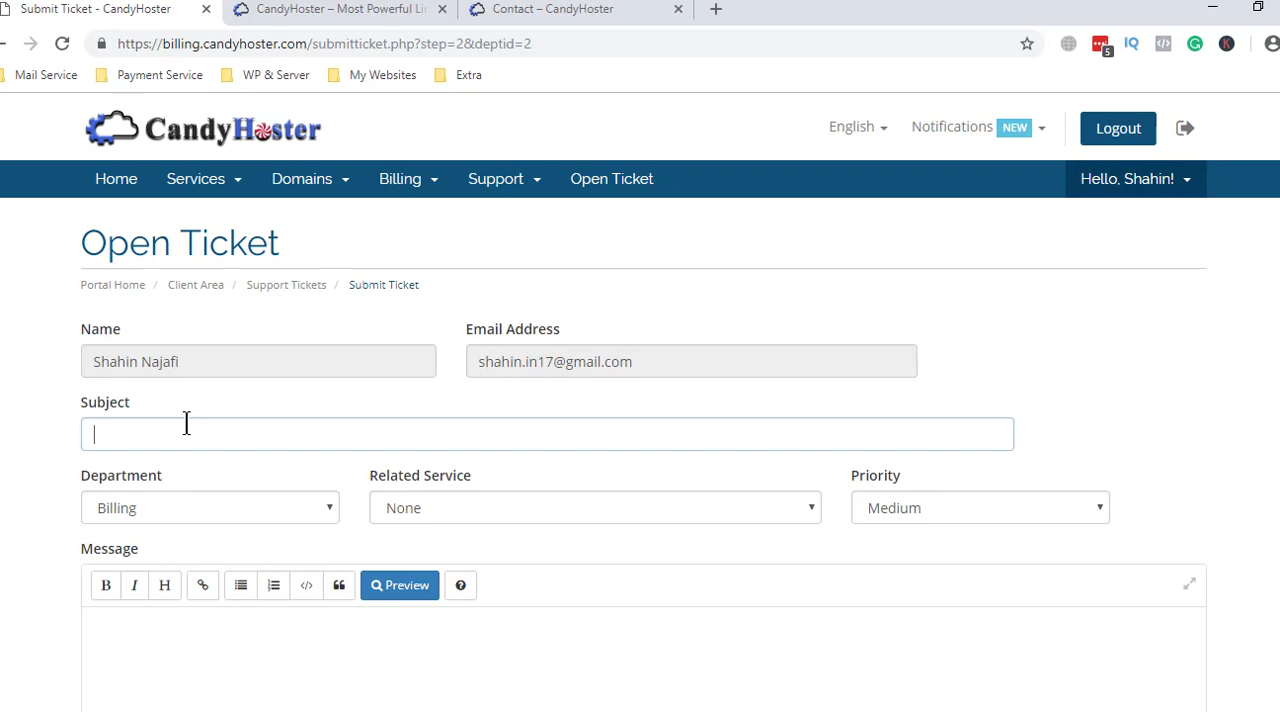 Submit Ticket - CandyHoster
CandyHoster – Most Powerful Li
Contact – CandyHoster
https://billing.candyhoster.com/submitticket.php?step=2&deptid=2
5
IQ
K
Mail Service
Payment Service
WP & Server
My Websites
Extra
CandyHoster
English
Notifications NEW
Logout
Home
Services
Domains
Billing
Support
Open Ticket
Hello, Shahin!
Open Ticket
Portal Home / Client Area / Support Tickets / Submit Ticket
Name
Email Address
Shahin Najafi
shahin.in17@gmail.com
Subject
Department
Related Service
Priority
Billing
None
Medium
Message
B I H
Preview